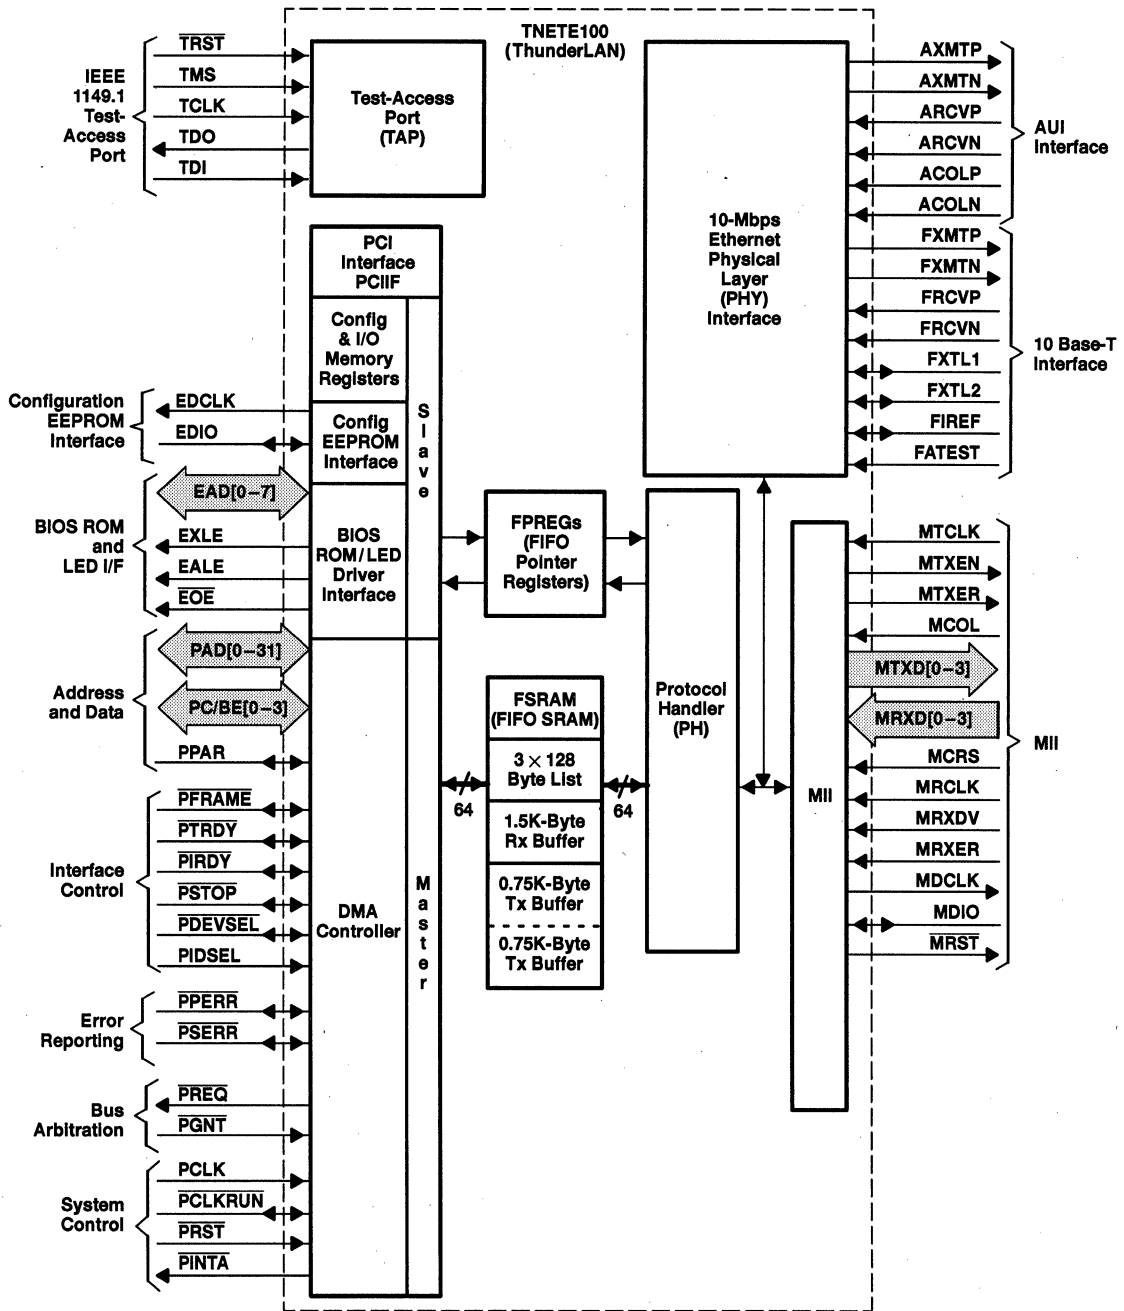 TNETE100
(ThunderLAN)
IEEE
1149.1
Test-
Access
Port
TRST
TMS
TCLK
TDO
TDI
Test-Access
Port
(TAP)
PCI
Interface
PCIIF
Config
& I/O
Memory
Registers
Config
EEPROM
Interface
BIOS
ROM/LED
Driver
Interface
Slave
DMA
Controller
Master
Configuration
EEPROM
Interface
EDCLK
EDIO
BIOS ROM
and
LED I/F
EAD[0–7]
EXLE
EALE
EOE
Address
and Data
PAD[0–31]
PC/BE[0–3]
PPAR
Interface
Control
PFRAME
PTRDY
PIRDY
PSTOP
PDEVSEL
PIDSEL
Error
Reporting
PPERR
PSERR
Bus
Arbitration
PREQ
PGNT
System
Control
PCLK
PCLKRUN
PRST
PINTA
FPREGs
(FIFO
Pointer
Registers)
FSRAM
(FIFO SRAM)
3 × 128
Byte List
1.5K-Byte
Rx Buffer
0.75K-Byte
Tx Buffer
0.75K-Byte
Tx Buffer
64
64
Protocol
Handler
(PH)
10-Mbps
Ethernet
Physical
Layer
(PHY)
Interface
MII
AXMTP
AXMTN
ARCVP
ARCVN
ACOLP
ACOLN
AUI
Interface
FXMTP
FXMTN
FRCVP
FRCVN
FXTL1
FXTL2
FIREF
FATEST
10 Base-T
Interface
MTCLK
MTXEN
MTXER
MCOL
MTXD[0–3]
MRXD[0–3]
MCRS
MRCLK
MRXDV
MRXER
MDCLK
MDIO
MRST
MII